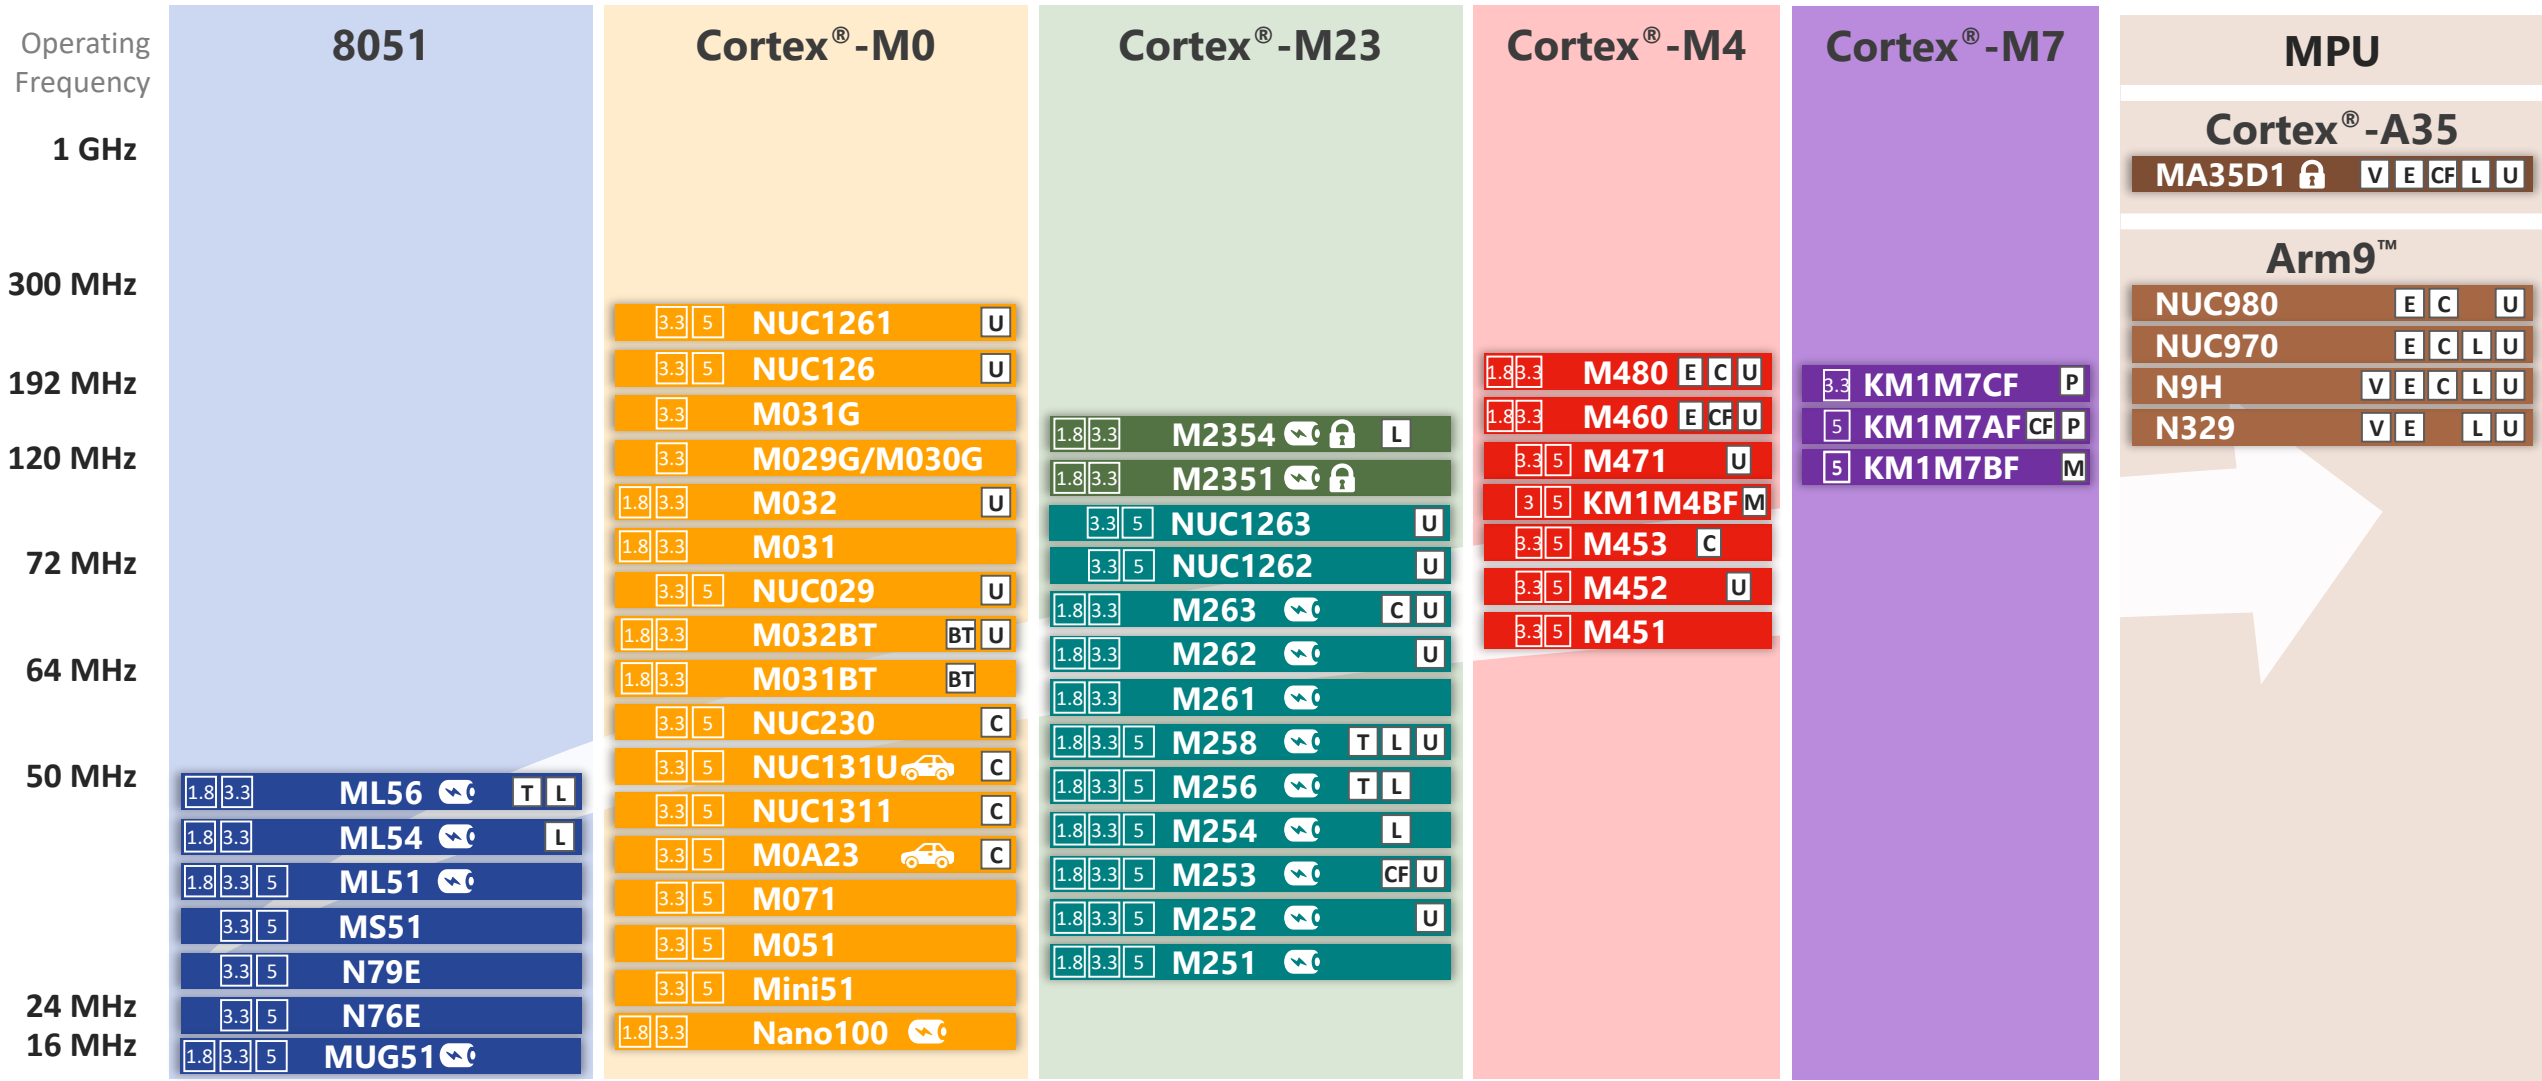 Operating
Frequency
1 GHz
300 MHz
192 MHz
120 MHz
72 MHz
64 MHz
50 MHz
24 MHz
16 MHz
8051
1.8 3.3 ML56 T L
1.8 3.3 ML54 L
1.8 3.3 5 ML51
3.3 5 MS51
3.3 5 N79E
3.3 5 N76E
1.8 3.3 5 MUG51
Cortex®-M0
3.3 5 NUC1261 U
3.3 5 NUC126 U
3.3 M031G
3.3 M029G/M030G
1.8 3.3 M032 U
1.8 3.3 M031
3.3 5 NUC029 U
1.8 3.3 M032BT BT U
1.8 3.3 M031BT BT
3.3 5 NUC230 C
3.3 5 NUC131U C
3.3 5 NUC1311 C
3.3 5 M0A23 C
3.3 5 M071
3.3 5 M051
3.3 5 Mini51
1.8 3.3 Nano100
Cortex®-M23
1.8 3.3 M2354 L
1.8 3.3 M2351
3.3 5 NUC1263 U
3.3 5 NUC1262 U
1.8 3.3 M263 C U
1.8 3.3 M262 U
1.8 3.3 M261
1.8 3.3 5 M258 T L U
1.8 3.3 5 M256 T L
1.8 3.3 5 M254 L
1.8 3.3 5 M253 CF U
1.8 3.3 5 M252 U
1.8 3.3 5 M251
Cortex®-M4
1.8 3.3 M480 E C U
1.8 3.3 M460 E CF U
3.3 5 M471 U
3 5 KM1M4BF M
3.3 5 M453 C
3.3 5 M452 U
3.3 5 M451
Cortex®-M7
3.3 KM1M7CF P
5 KM1M7AF CF P
5 KM1M7BF M
MPU
Cortex®-A35
MA35D1 V E CF L U
Arm9™
NUC980 E C U
NUC970 E C L U
N9H V E C L U
N329 V E L U